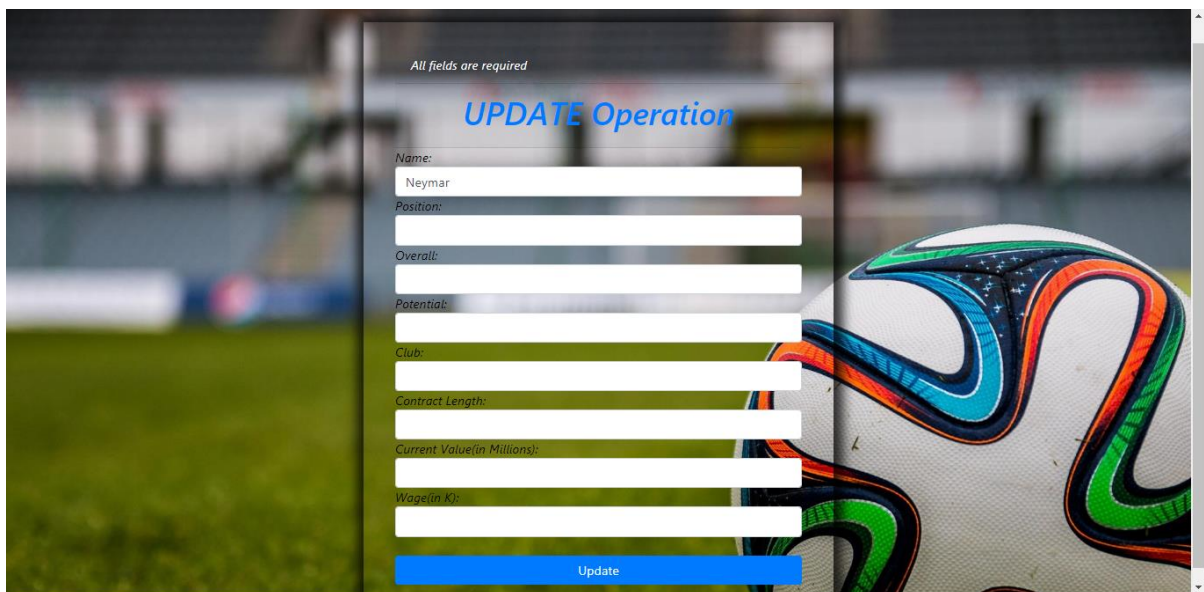 All fields are required
UPDATE Operation
Name:
Neymar
Position:
Overall:
Potential:
Club:
Contract Length:
Current Value(in Millions):
Wage(in K):
Update